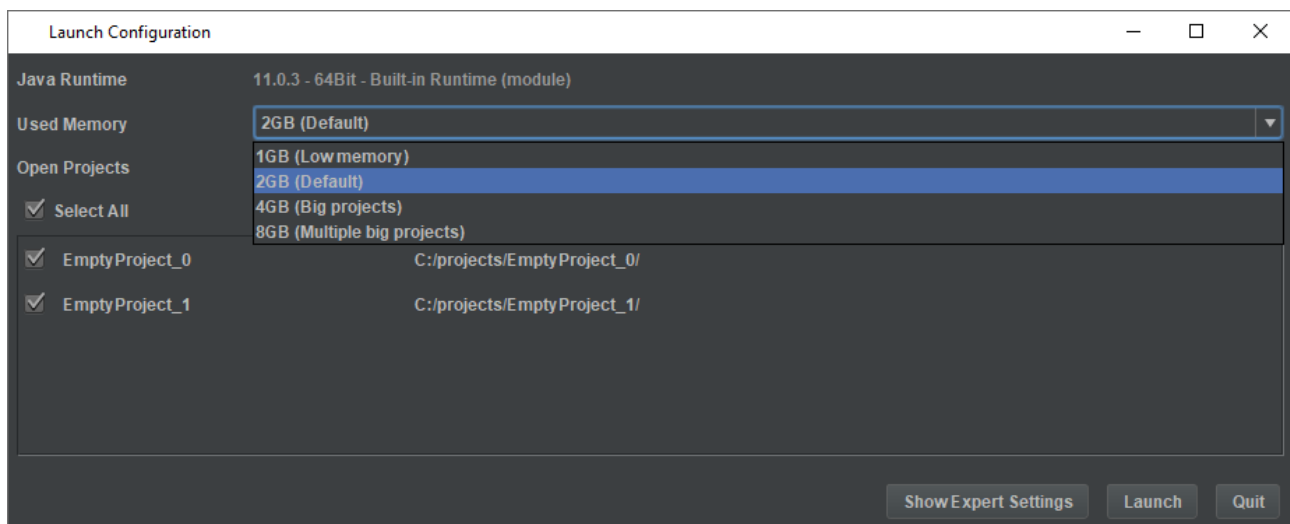 Launch Configuration
Java Runtime 11.0.3 - 64Bit - Built-in Runtime (module)
Used Memory 2GB (Default)
1GB (Low memory)
Open Projects
2GB (Default)
Select All 4GB (Big projects)
8GB (Multiple big projects)
EmptyProject_0 C:/projects/EmptyProject_0/
EmptyProject_1 C:/projects/EmptyProject_1/
Show Expert Settings Launch Quit